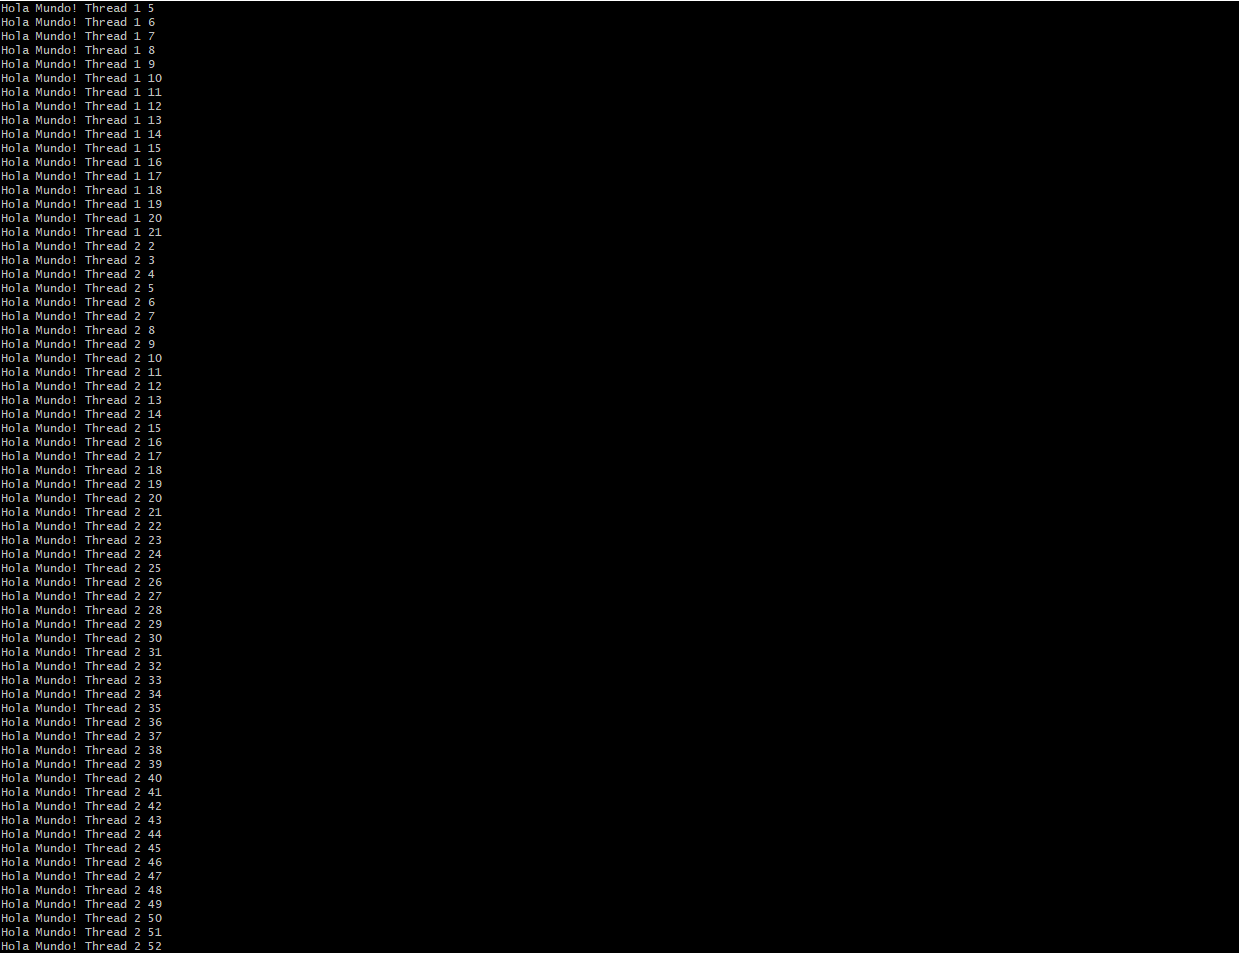 Hola Mundo! Thread 1 5
Hola Mundo! Thread 1 6
Hola Mundo! Thread 1 7
Hola Mundo! Thread 1 8
Hola Mundo! Thread 1 9
Hola Mundo! Thread 1 10
Hola Mundo! Thread 1 11
Hola Mundo! Thread 1 12
Hola Mundo! Thread 1 13
Hola Mundo! Thread 1 14
Hola Mundo! Thread 1 15
Hola Mundo! Thread 1 16
Hola Mundo! Thread 1 17
Hola Mundo! Thread 1 18
Hola Mundo! Thread 1 19
Hola Mundo! Thread 1 20
Hola Mundo! Thread 1 21
Hola Mundo! Thread 2 2
Hola Mundo! Thread 2 3
Hola Mundo! Thread 2 4
Hola Mundo! Thread 2 5
Hola Mundo! Thread 2 6
Hola Mundo! Thread 2 7
Hola Mundo! Thread 2 8
Hola Mundo! Thread 2 9
Hola Mundo! Thread 2 10
Hola Mundo! Thread 2 11
Hola Mundo! Thread 2 12
Hola Mundo! Thread 2 13
Hola Mundo! Thread 2 14
Hola Mundo! Thread 2 15
Hola Mundo! Thread 2 16
Hola Mundo! Thread 2 17
Hola Mundo! Thread 2 18
Hola Mundo! Thread 2 19
Hola Mundo! Thread 2 20
Hola Mundo! Thread 2 21
Hola Mundo! Thread 2 22
Hola Mundo! Thread 2 23
Hola Mundo! Thread 2 24
Hola Mundo! Thread 2 25
Hola Mundo! Thread 2 26
Hola Mundo! Thread 2 27
Hola Mundo! Thread 2 28
Hola Mundo! Thread 2 29
Hola Mundo! Thread 2 30
Hola Mundo! Thread 2 31
Hola Mundo! Thread 2 32
Hola Mundo! Thread 2 33
Hola Mundo! Thread 2 34
Hola Mundo! Thread 2 35
Hola Mundo! Thread 2 36
Hola Mundo! Thread 2 37
Hola Mundo! Thread 2 38
Hola Mundo! Thread 2 39
Hola Mundo! Thread 2 40
Hola Mundo! Thread 2 41
Hola Mundo! Thread 2 42
Hola Mundo! Thread 2 43
Hola Mundo! Thread 2 44
Hola Mundo! Thread 2 45
Hola Mundo! Thread 2 46
Hola Mundo! Thread 2 47
Hola Mundo! Thread 2 48
Hola Mundo! Thread 2 49
Hola Mundo! Thread 2 50
Hola Mundo! Thread 2 51
Hola Mundo! Thread 2 52